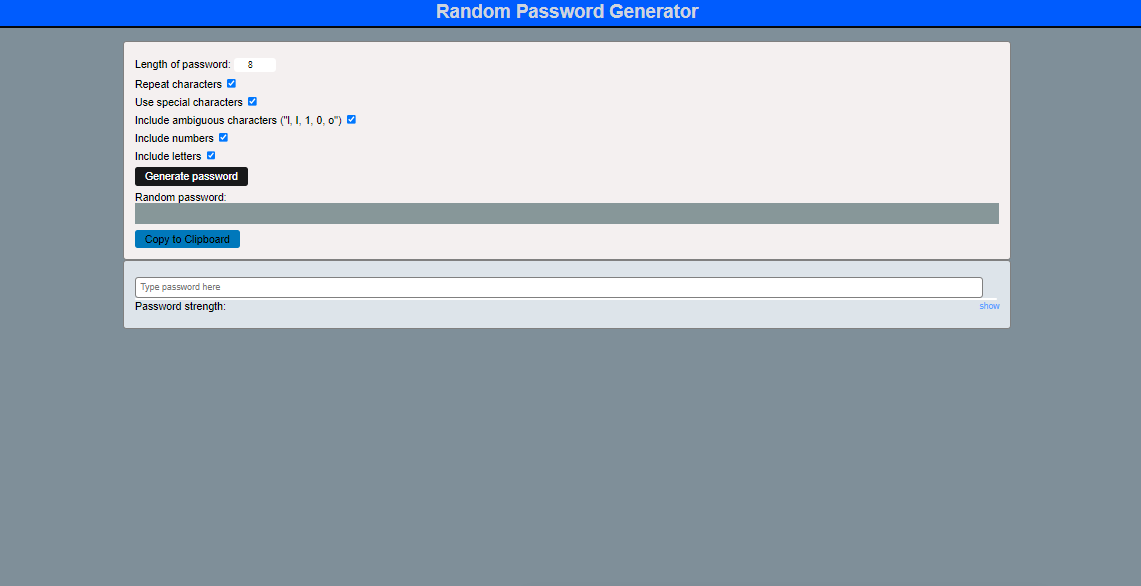 Random Password Generator
Length of password: 8
Repeat characters
Use special characters
Include ambiguous characters ("l, I, 1, 0, o")
Include numbers
Include letters
Generate password
Random password:
Copy to Clipboard
Type password here
Password strength: show